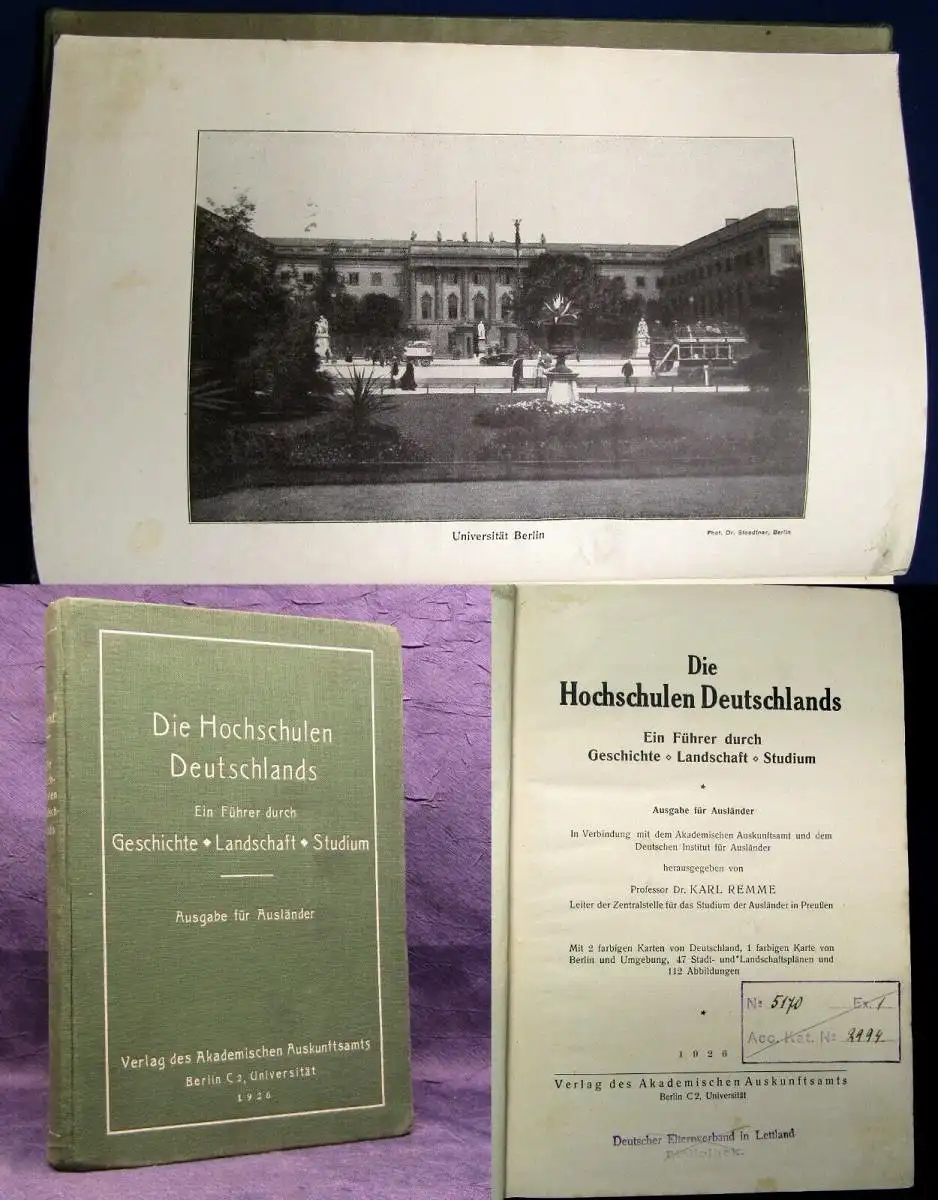 Universität Berlin
Phot. Dr. Stoedtner, Berlin
Die Hochschulen
Deutschlands
Ein Führer durch
Geschichte ◆ Landschaft ◆ Studium
Ausgabe für Ausländer
Verlag des Akademischen Auskunftsamts
Berlin C 2, Universität
1926
Die
Hochschulen Deutschlands
Ein Führer durch
Geschichte ⋄ Landschaft ⋄ Studium
*
Ausgabe für Ausländer
In Verbindung mit dem Akademischen Auskunftsamt und dem
Deutschen Institut für Ausländer
herausgegeben von
Professor Dr. KARL REMME
Leiter der Zentralstelle für das Studium der Ausländer in Preußen
Mit 2 farbigen Karten von Deutschland, 1 farbigen Karte von
Berlin und Umgebung, 47 Stadt- und Landschaftsplänen und
112 Abbildungen
*
№ 5170 Ex. 1
Acc. Kat. № 2994
1926
Verlag des Akademischen Auskunftsamts
Berlin C 2, Universität
Deutscher Elternverband in Lettland